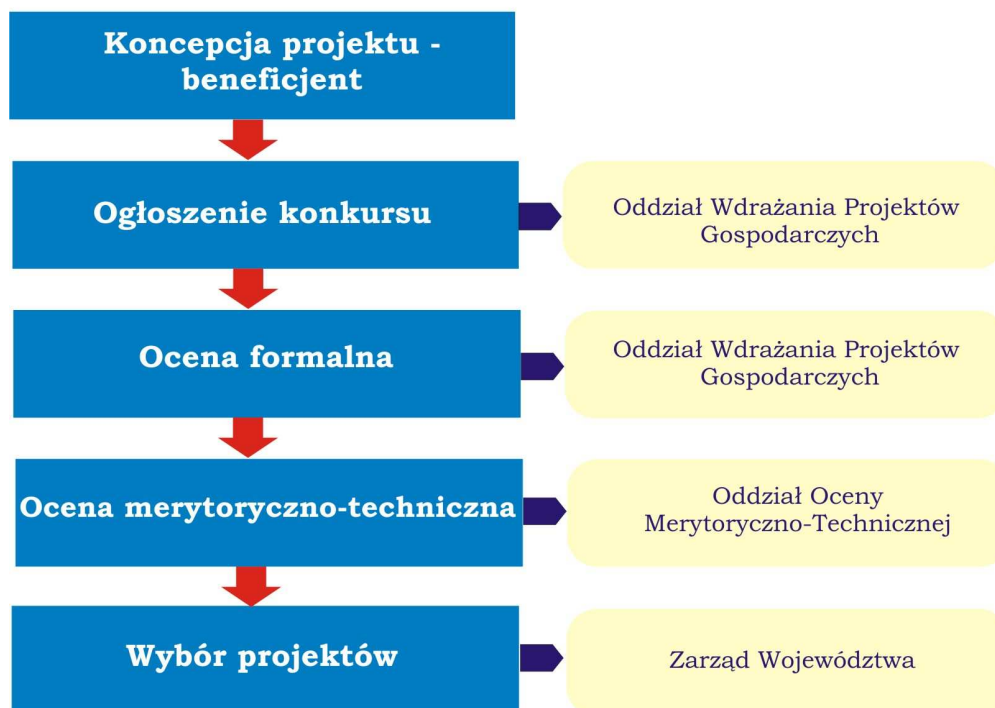 Koncepcja projektu -
beneficjent
Ogłoszenie konkursu
Oddział Wdrażania Projektów
Gospodarczych
Ocena formalna
Oddział Wdrażania Projektów
Gospodarczych
Ocena merytoryczno-techniczna
Oddział Oceny
Merytoryczno-Technicznej
Wybór projektów
Zarząd Województwa